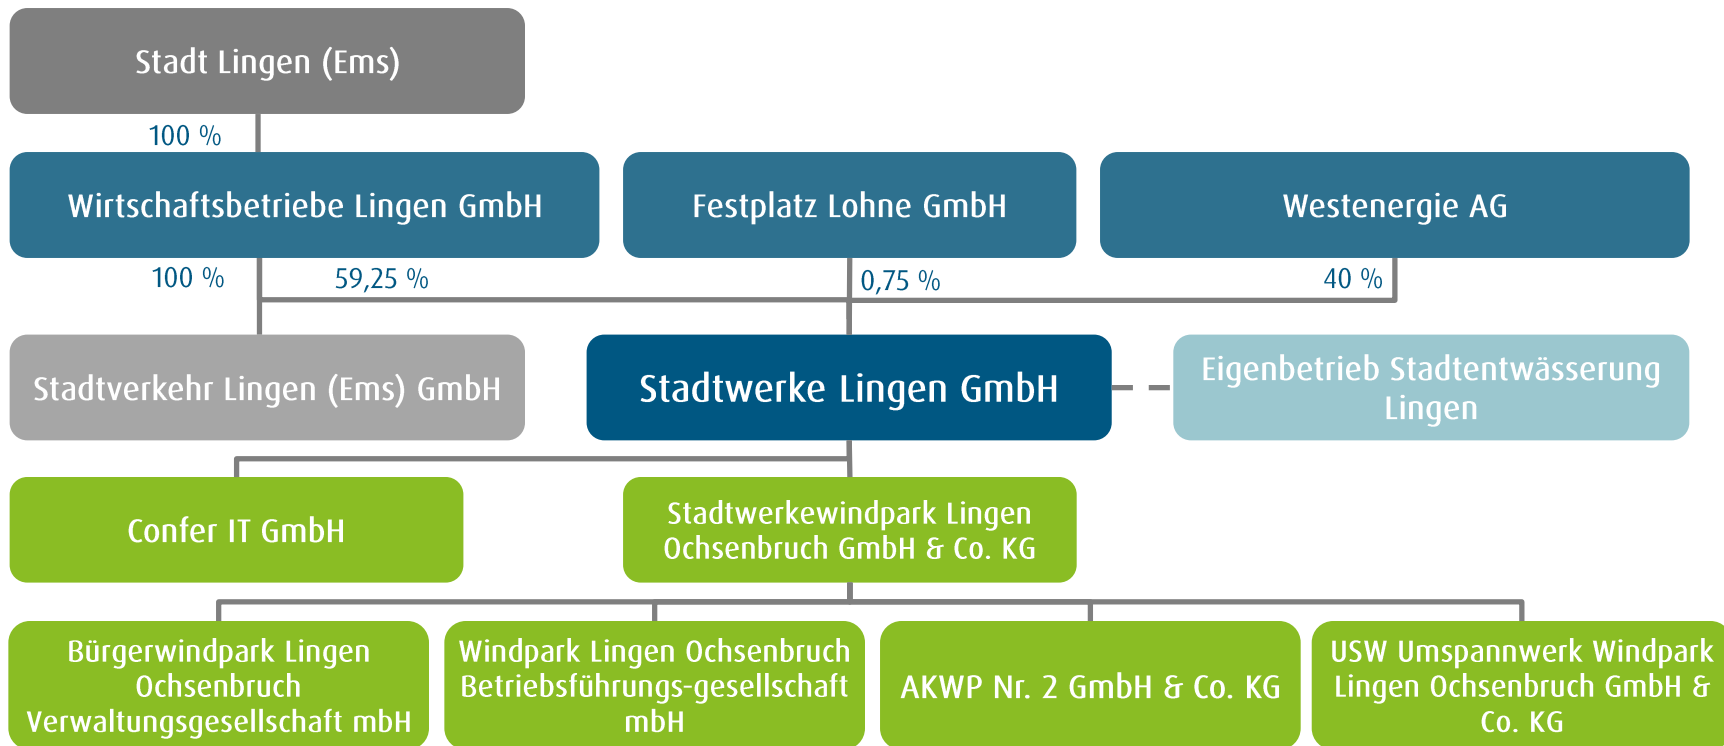 Stadt Lingen (Ems)
100 %
Wirtschaftsbetriebe Lingen GmbH
Festplatz Lohne GmbH
Westenergie AG
100 %
59,25 %
0,75 %
40 %
Stadtverkehr Lingen (Ems) GmbH
Stadtwerke Lingen GmbH
Eigenbetrieb Stadtentwässerung
Lingen
Confer IT GmbH
Stadtwerkewindpark Lingen
Ochsenbruch GmbH & Co. KG
Bürgerwindpark Lingen
Ochsenbruch
Verwaltungsgesellschaft mbH
Windpark Lingen Ochsenbruch
Betriebsführungs-gesellschaft
mbH
AKWP Nr. 2 GmbH & Co. KG
USW Umspannwerk Windpark
Lingen Ochsenbruch GmbH &
Co. KG